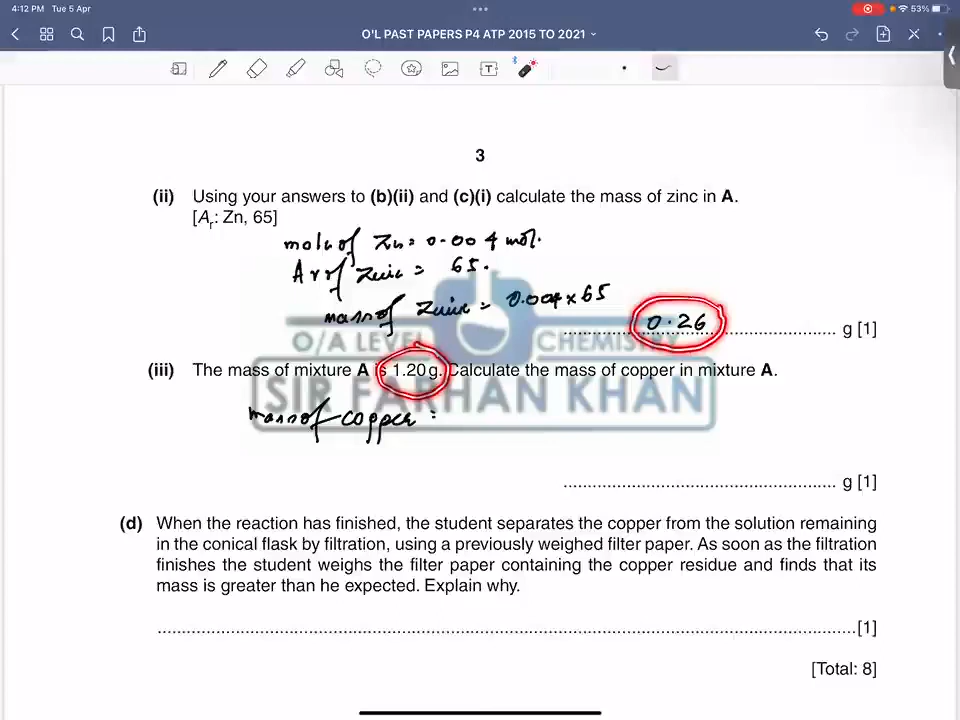 4:12 PM Tue 5 Apr
53%
O'L PAST PAPERS P4 ATP 2015 TO 2021
3
(ii) Using your answers to (b)(ii) and (c)(i) calculate the mass of zinc in A.
[Ar: Zn, 65]
moles of Zn = 0.004 mol.
Ar of zinc = 65.
mass of zinc = 0.004 × 65
0.26
g [1]
O/A LEVEL CHEMISTRY
(iii) The mass of mixture A is 1.20 g. Calculate the mass of copper in mixture A.
SIR FARHAN KHAN
mass of copper =
g [1]
(d) When the reaction has finished, the student separates the copper from the solution remaining
in the conical flask by filtration, using a previously weighed filter paper. As soon as the filtration
finishes the student weighs the filter paper containing the copper residue and finds that its
mass is greater than he expected. Explain why.
[1]
[Total: 8]